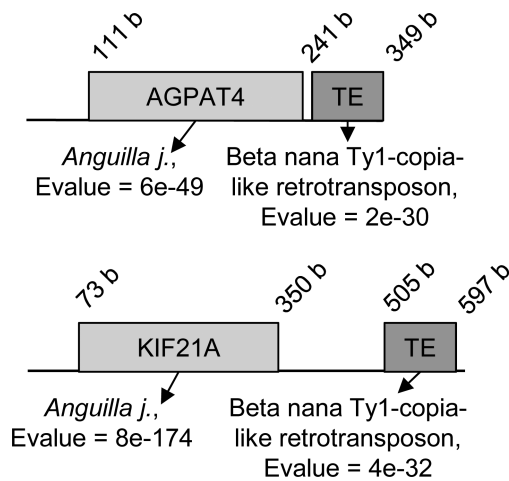 111 b
241 b
349 b
AGPAT4
TE
Anguilla j.,
Evalue = 6e-49
Beta nana Ty1-copia-
like retrotransposon,
Evalue = 2e-30
73 b
350 b
505 b
597 b
KIF21A
TE
Anguilla j.,
Evalue = 8e-174
Beta nana Ty1-copia-
like retrotransposon,
Evalue = 4e-32